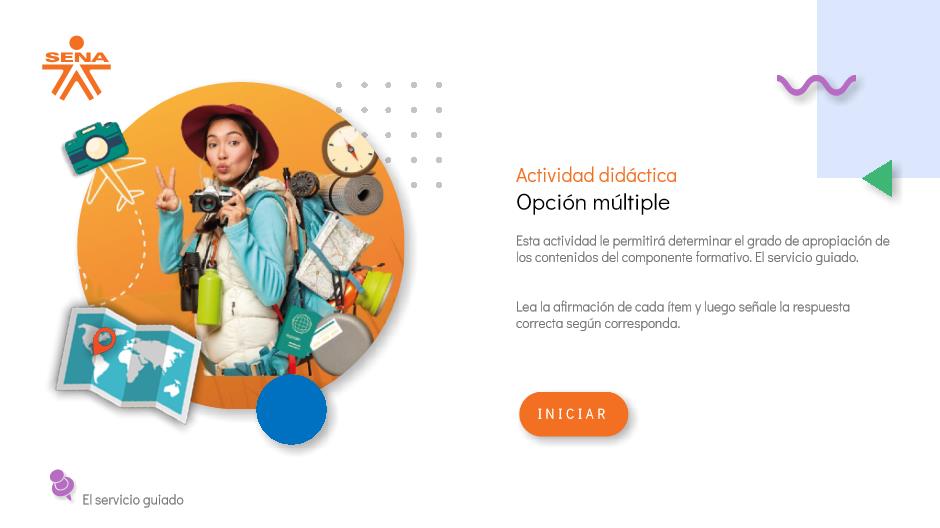 SENA
Actividad didáctica
Opción múltiple
Esta actividad le permitirá determinar el grado de apropiación de
los contenidos del componente formativo. El servicio guiado.
Lea la afirmación de cada ítem y luego señale la respuesta
correcta según corresponda.
INICIAR
El servicio guiado